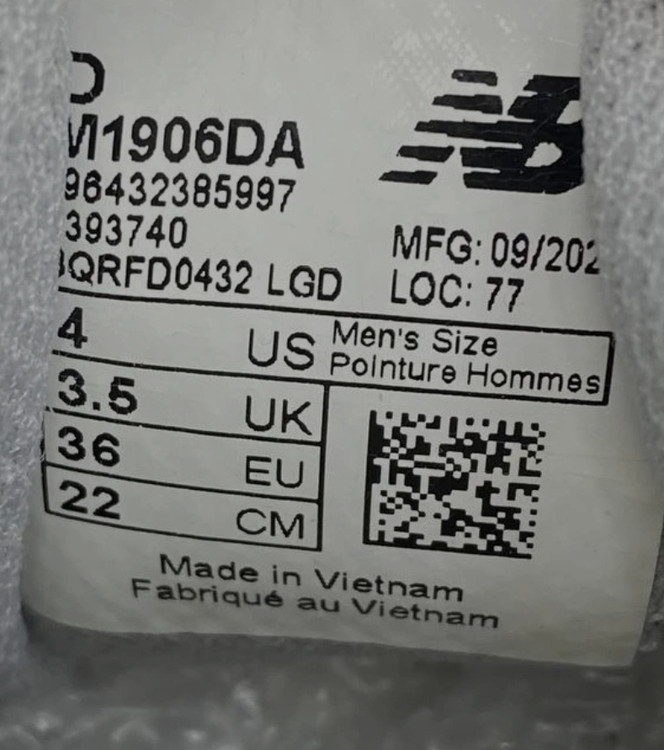 D
M1906DA
96432385997
393740
QRFD0432 LGD
MFG: 09/202
LOC: 77
4 US Men's Size
Pointure Hommes
3.5 UK
36 EU
22 CM
Made in Vietnam
Fabriqué au Vietnam